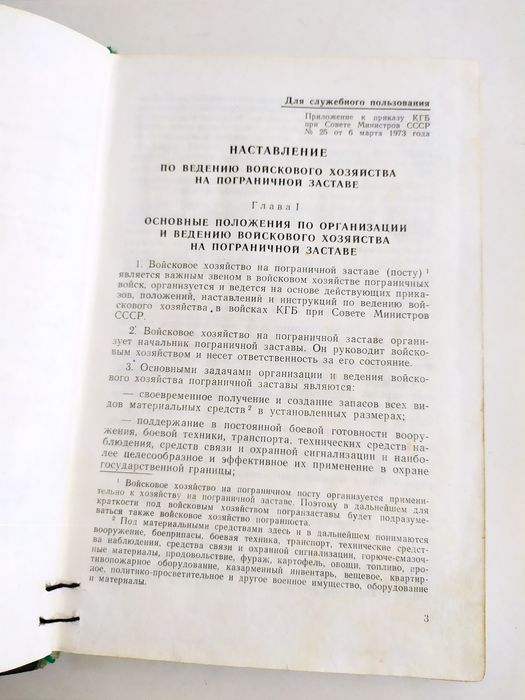 Для служебного пользования
Приложение к приказу КГБ
при Совете Министров СССР
№ 25 от 6 марта 1973 года
НАСТАВЛЕНИЕ
ПО ВЕДЕНИЮ ВОЙСКОВОГО ХОЗЯЙСТВА
НА ПОГРАНИЧНОЙ ЗАСТАВЕ
Глава I
ОСНОВНЫЕ ПОЛОЖЕНИЯ ПО ОРГАНИЗАЦИИ
И ВЕДЕНИЮ ВОЙСКОВОГО ХОЗЯЙСТВА
НА ПОГРАНИЧНОЙ ЗАСТАВЕ
1. Войсковое хозяйство на пограничной заставе (посту) ¹
является важным звеном в войсковом хозяйстве пограничных
войск, организуется и ведется на основе действующих прика-
зов, положений, наставлений и инструкций по ведению вой-
скового хозяйства в войсках КГБ при Совете Министров
СССР.
2. Войсковое хозяйство на пограничной заставе органи-
зует начальник пограничной заставы. Он руководит войско-
вым хозяйством и несет ответственность за его состояние.
3. Основными задачами организации и ведения войско-
вого хозяйства пограничной заставы являются:
— своевременное получение и создание запасов всех ви-
дов материальных средств ² в установленных размерах;
— поддержание в постоянной боевой готовности воору-
жения, боевой техники, транспорта, технических средств на-
блюдения, средств связи и охранной сигнализации и наибо-
лее целесообразное и эффективное их применение в охране
государственной границы;
¹ Войсковое хозяйство на пограничном посту организуется примени-
тельно к хозяйству на пограничной заставе. Поэтому в дальнейшем для
краткости под войсковым хозяйством погранзаставы будет подразуме-
ваться также войсковое хозяйство погранпоста.
² Под материальными средствами здесь и в дальнейшем понимаются
вооружение, боеприпасы, боевая техника, транспорт, технические средст-
ва наблюдения, средства связи и охранной сигнализации, горюче-смазоч-
ные материалы, продовольствие, фураж, картофель, овощи, топливо, про-
тивопожарное оборудование, казарменный инвентарь, вещевое, квартир-
ное, политико-просветительное и другое военное имущество, оборудование
и материалы.
3